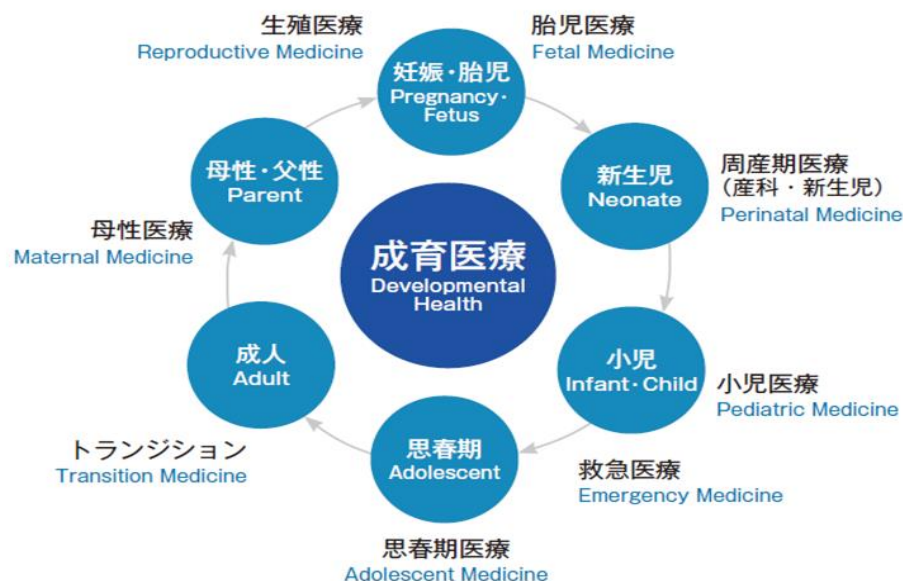 生殖医療
Reproductive Medicine
胎児医療
Fetal Medicine
妊娠・胎児
Pregnancy・
Fetus
母性・父性
Parent
新生児
Neonate
周産期医療
（産科・新生児）
Perinatal Medicine
母性医療
Maternal Medicine
成育医療
Developmental
Health
成人
Adult
小児
Infant・Child
小児医療
Pediatric Medicine
トランジション
Transition Medicine
思春期
Adolescent
救急医療
Emergency Medicine
思春期医療
Adolescent Medicine